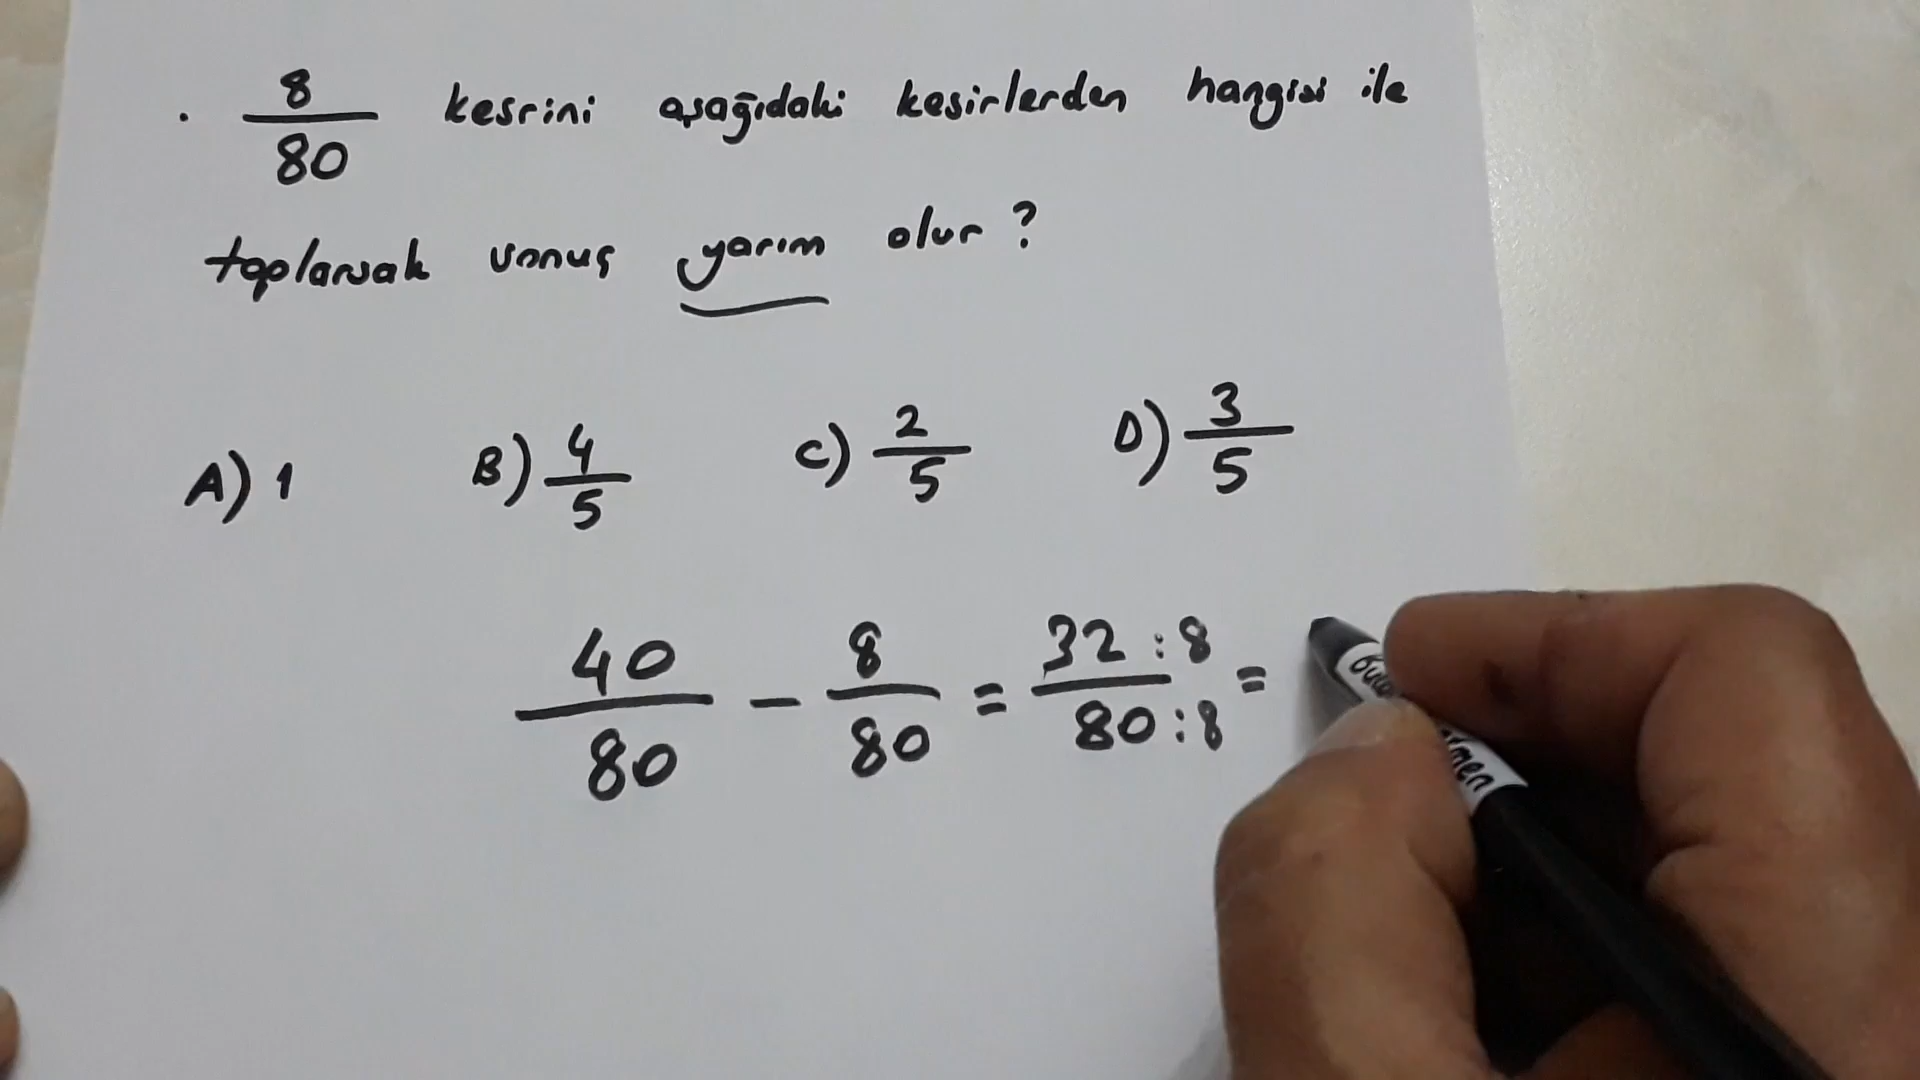 . 8/80 kesrini aşağıdaki kesirlerden hangisi ile
toplarsak sonuç yarım olur ?
A) 1 B) 4/5 C) 2/5 D) 3/5
40/80 - 8/80 = 32:8/80:8 =